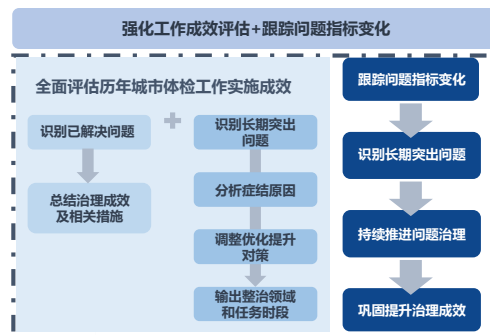 强化工作成效评估+跟踪问题指标变化
全面评估历年城市体检工作实施成效
识别已解决问题
总结治理成效
及相关措施
识别长期突出
问题
分析症结原因
调整优化提升
对策
输出整治领域
和任务时段
跟踪问题指标变化
识别长期突出问题
持续推进问题治理
巩固提升治理成效